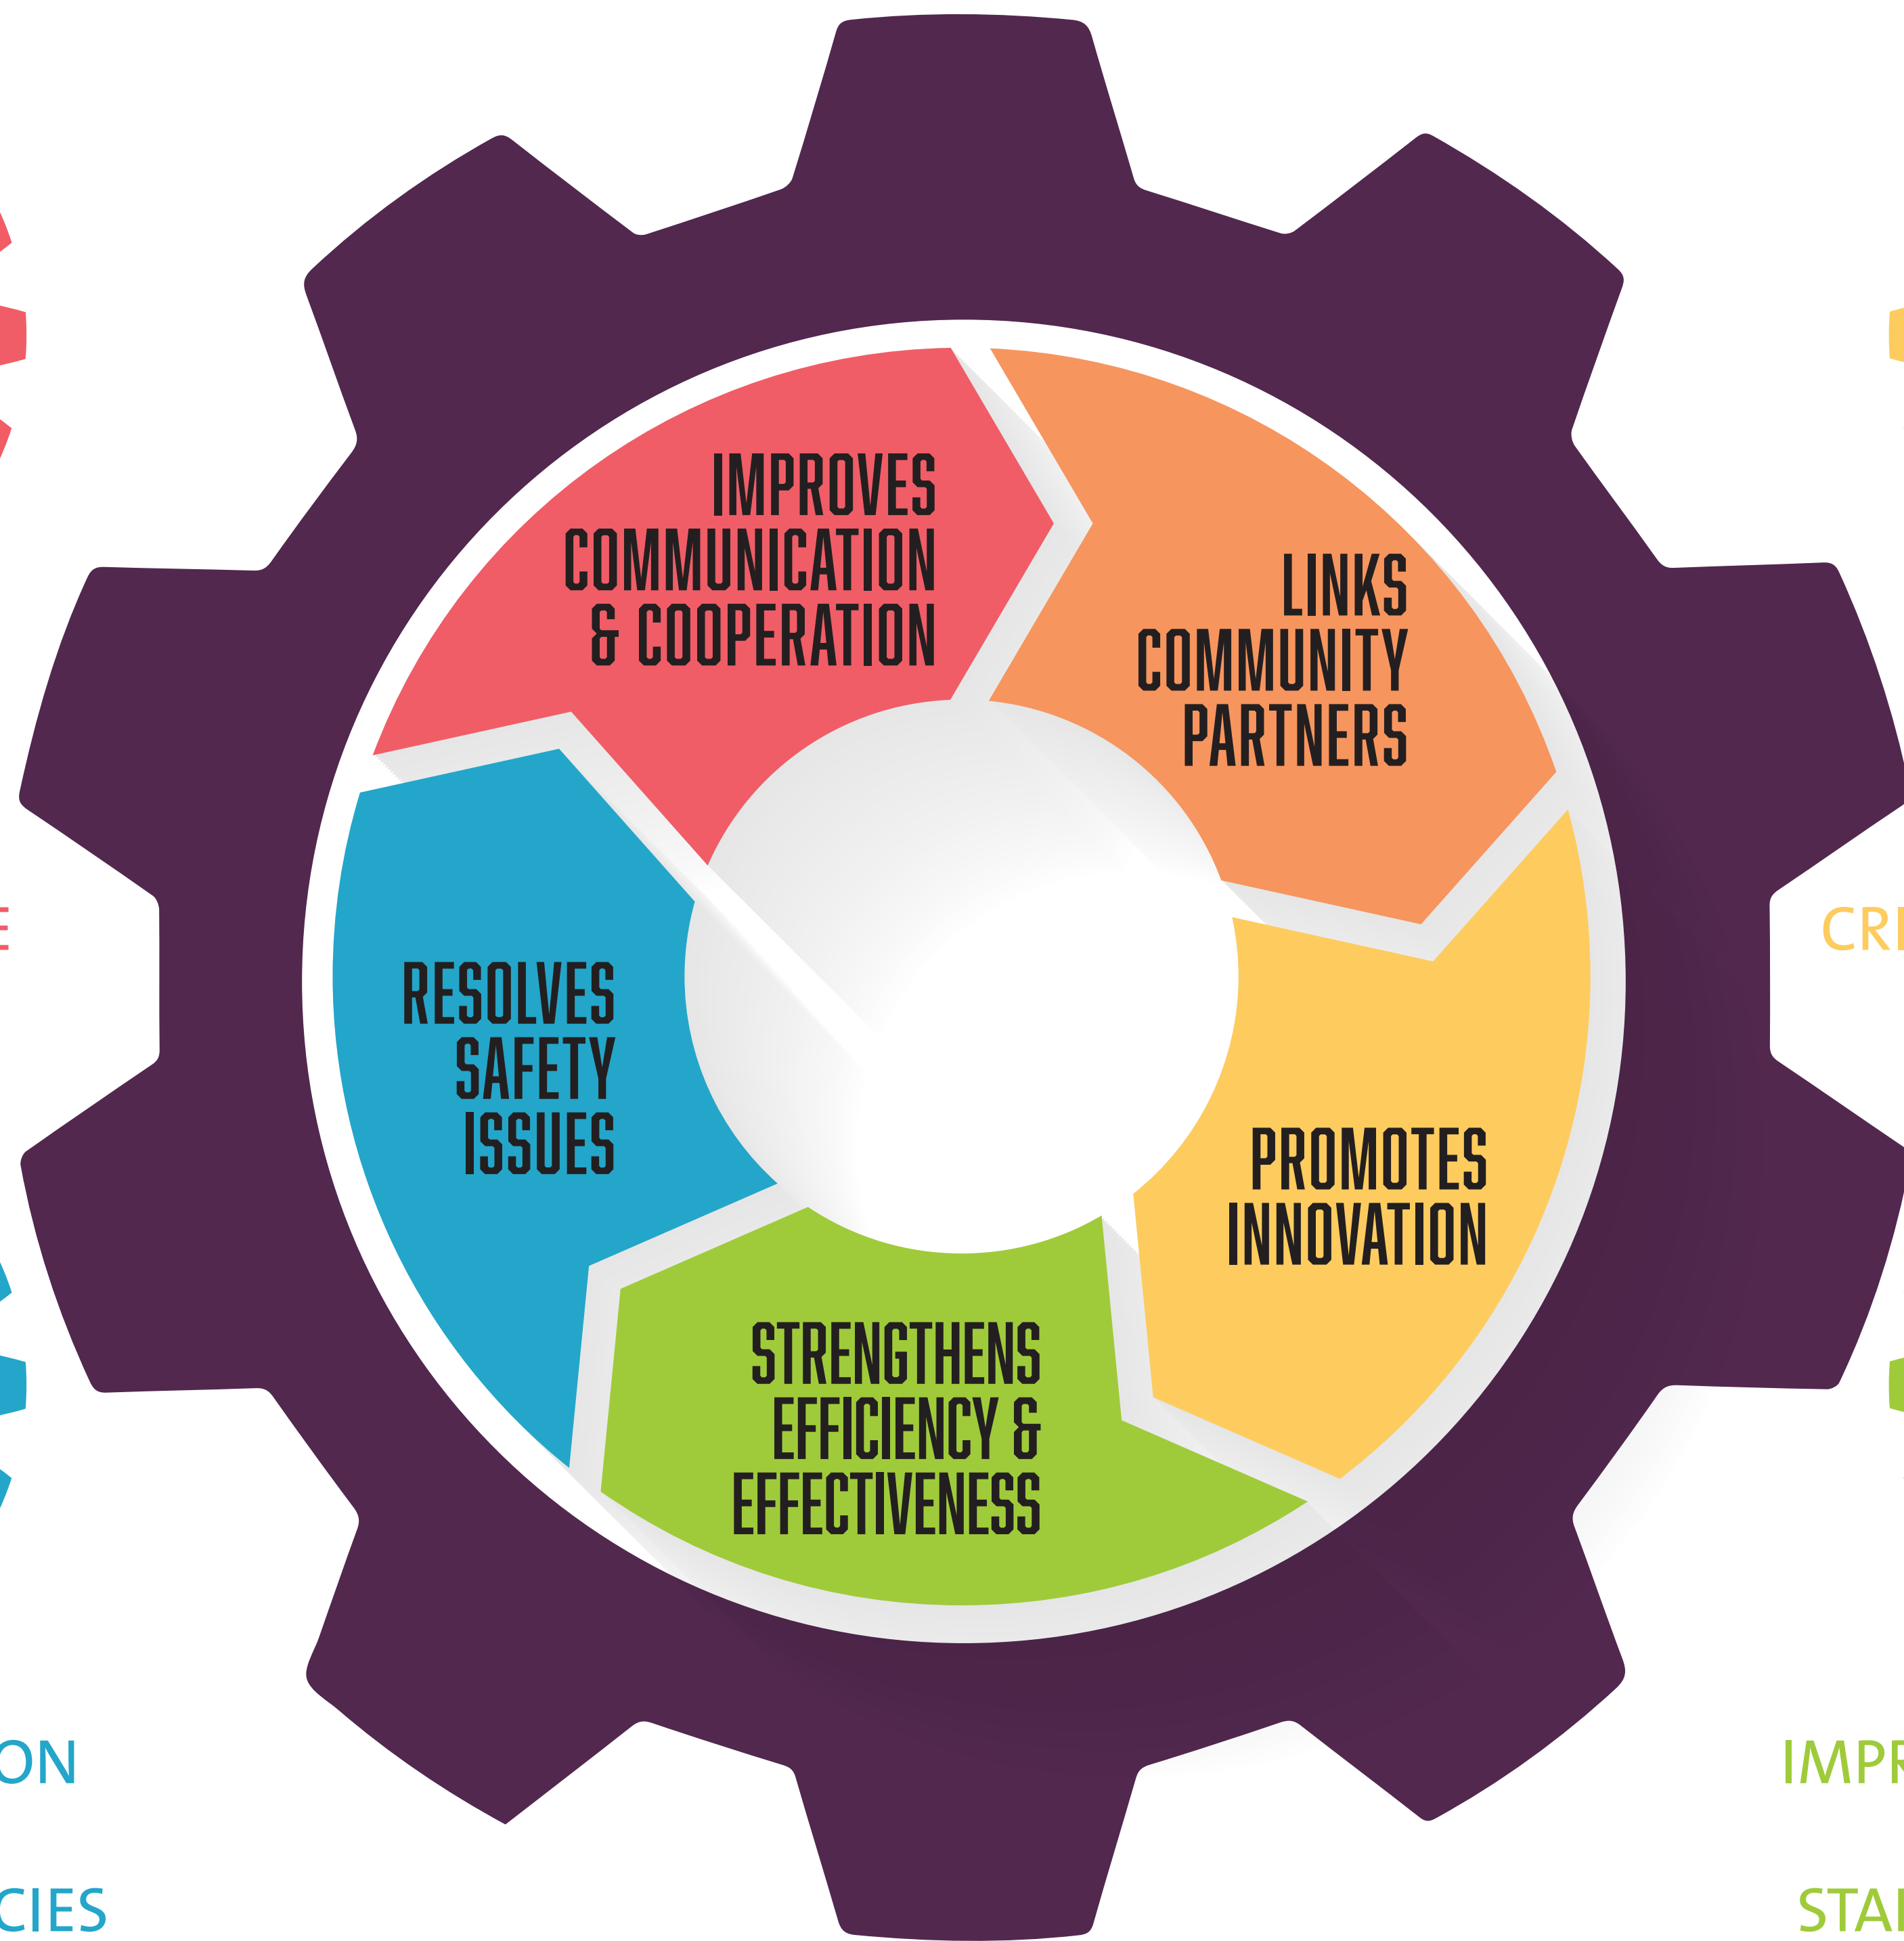 IMPROVES
COMMUNICATION
& COOPERATION
LINKS
COMMUNITY
PARTNERS
RESOLVES
SAFETY
ISSUES
PROMOTES
INNOVATION
STRENGTHENS
EFFICIENCY &
EFFECTIVENESS